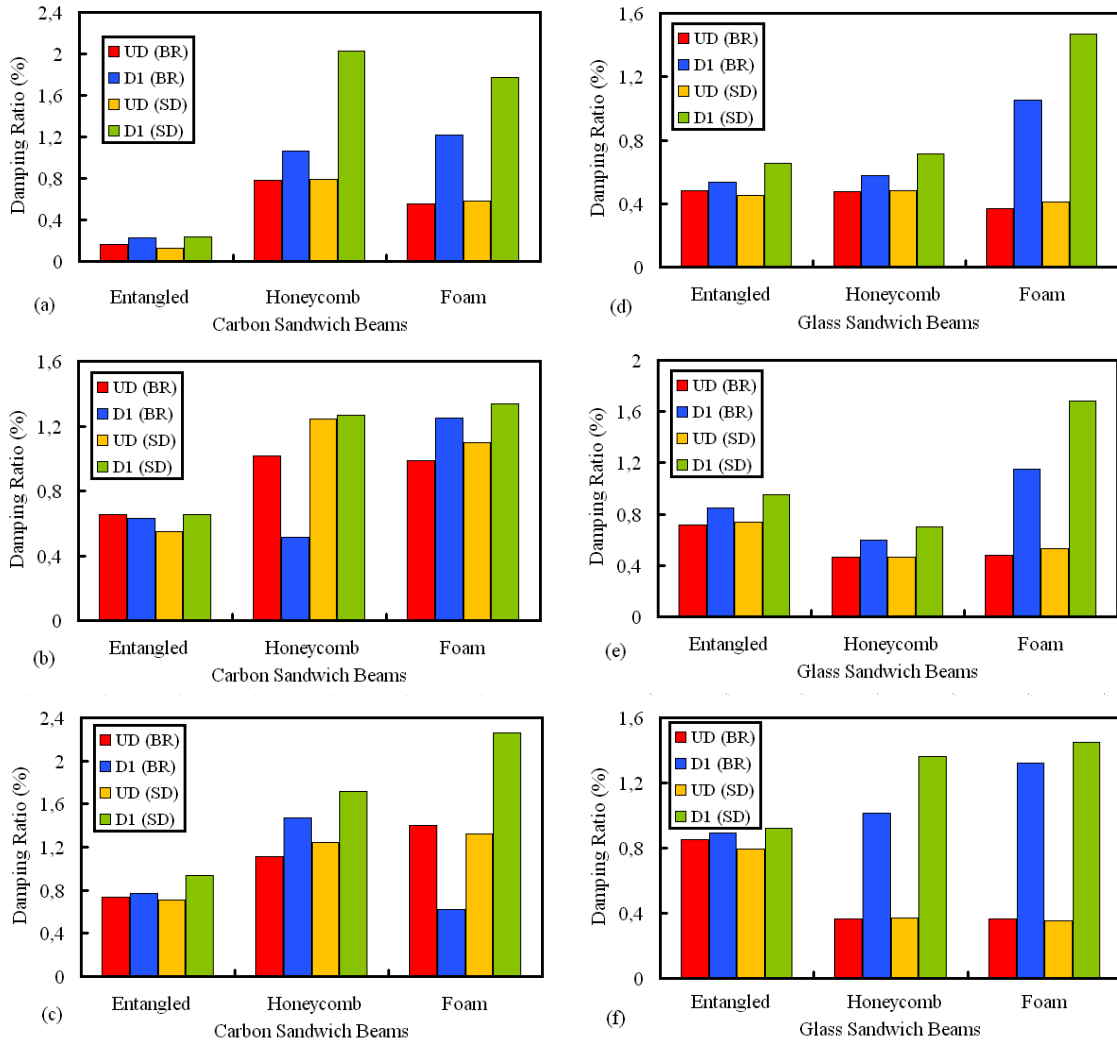 2,4
2
1,6
1,2
0,8
0,4
0
Damping Ratio (%)
UD (BR)
D1 (BR)
UD (SD)
D1 (SD)
Entangled Honeycomb Foam
(a)
Carbon Sandwich Beams
1,6
1,2
0,8
0,4
0
Damping Ratio (%)
UD (BR)
D1 (BR)
UD (SD)
D1 (SD)
Entangled Honeycomb Foam
(d)
Glass Sandwich Beams
1,6
1,2
0,8
0,4
0
Damping Ratio (%)
UD (BR)
D1 (BR)
UD (SD)
D1 (SD)
Entangled Honeycomb Foam
(b)
Carbon Sandwich Beams
2
1,6
1,2
0,8
0,4
0
Damping Ratio (%)
UD (BR)
D1 (BR)
UD (SD)
D1 (SD)
Entangled Honeycomb Foam
(e)
Glass Sandwich Beams
2,4
2
1,6
1,2
0,8
0,4
0
Damping Ratio (%)
UD (BR)
D1 (BR)
UD (SD)
D1 (SD)
Entangled Honeycomb Foam
(c)
Carbon Sandwich Beams
1,6
1,2
0,8
0,4
0
Damping Ratio (%)
UD (BR)
D1 (BR)
UD (SD)
D1 (SD)
Entangled Honeycomb Foam
(f)
Glass Sandwich Beams